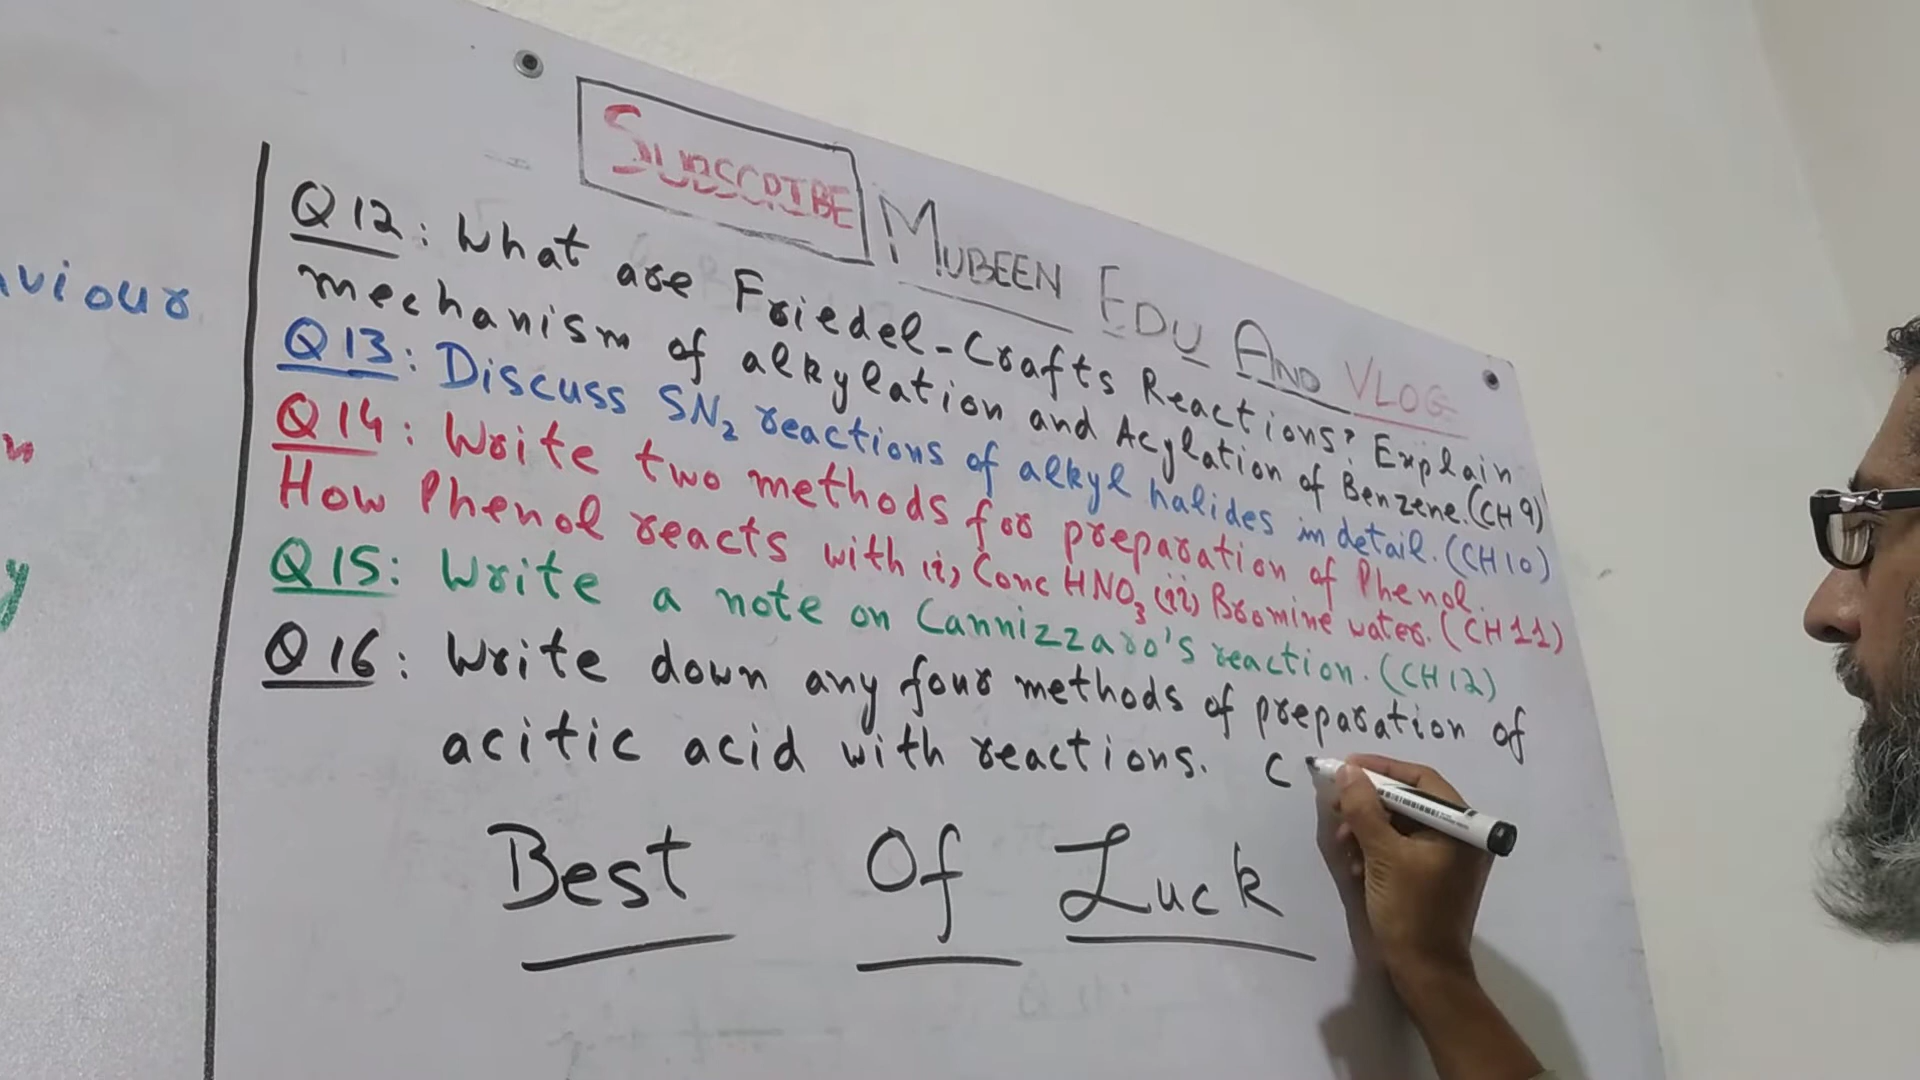 SUBSCRIBE MUBEEN EDU AND VLOG
Q12: What are Friedel-Crafts Reactions? Explain
mechanism of alkylation and Acylation of Benzene. (CH 9)
Q13: Discuss SN2 reactions of alkyl halides in detail. (CH10)
Q14: Write two methods for preparation of Phenol.
How Phenol reacts with (i) Conc HNO3 (ii) Bromine water. (CH11)
Q15: Write a note on Cannizzaro's reaction. (CH12)
Q16: Write down any four methods of preparation of
acitic acid with reactions. C
Best Of Luck